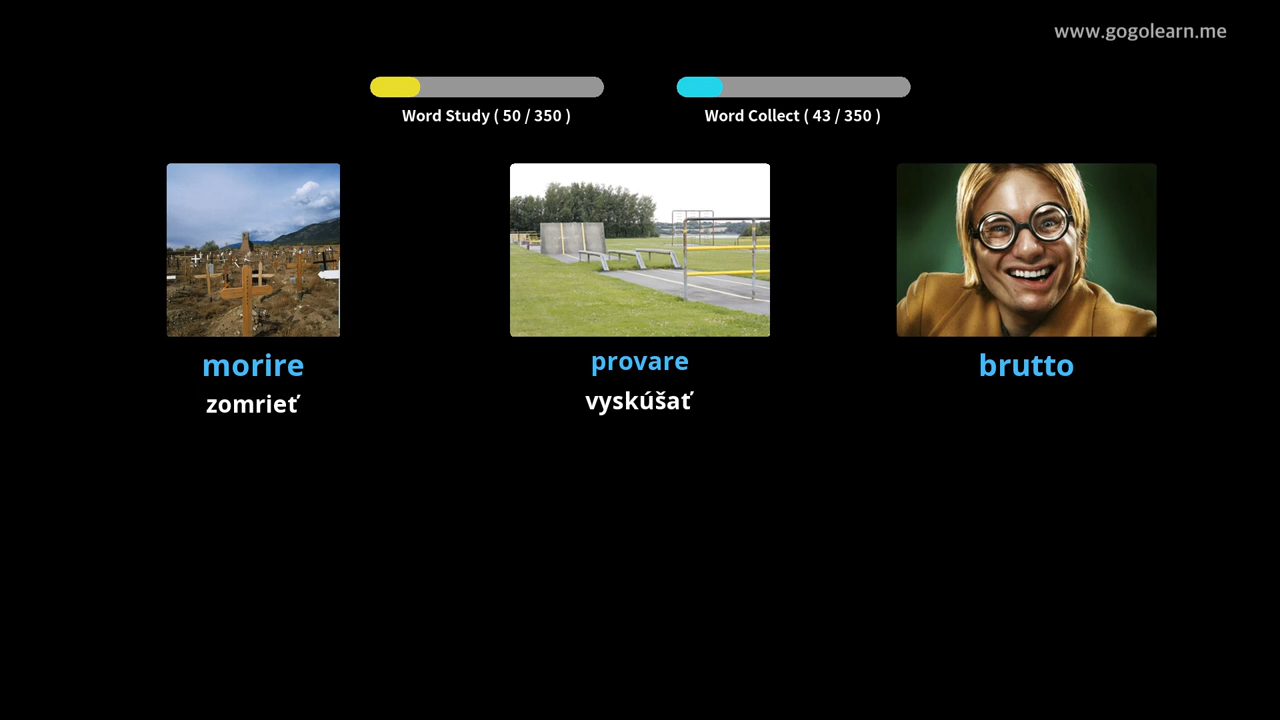 www.gogolearn.me
Word Study ( 50 / 350 )
Word Collect ( 43 / 350 )
morire
zomrieť
provare
vyskúšať
brutto